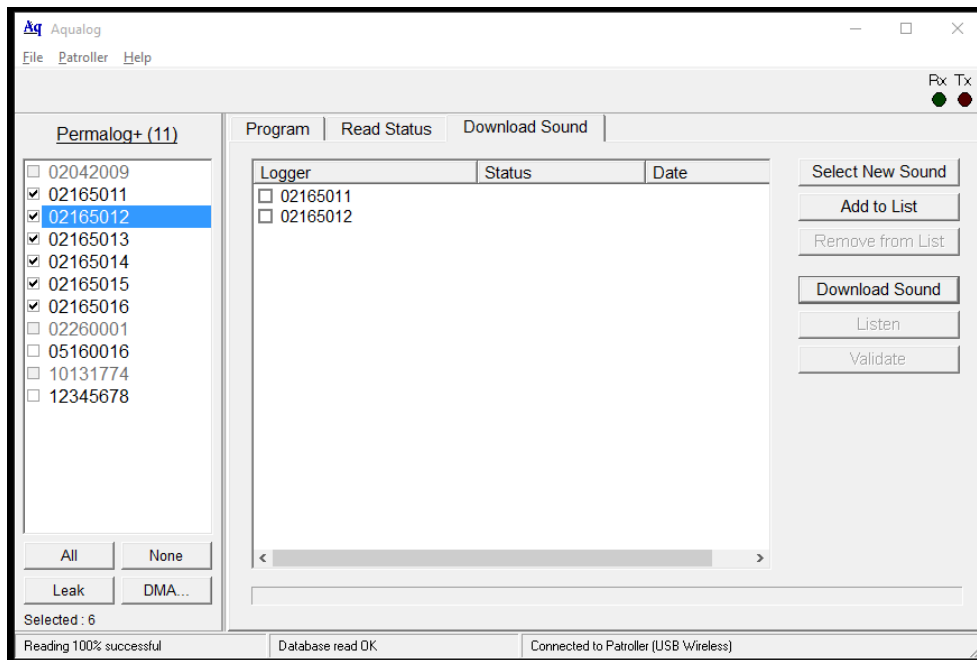 Aq Aqualog
File Patroller Help
Rx Tx
Permalog+ (11)
02042009
02165011
02165012
02165013
02165014
02165015
02165016
02260001
05160016
10131774
12345678
All None
Leak DMA...
Selected : 6
Program Read Status Download Sound
Logger Status Date
02165011
02165012
Select New Sound
Add to List
Remove from List
Download Sound
Listen
Validate
Reading 100% successful Database read OK Connected to Patroller (USB Wireless)